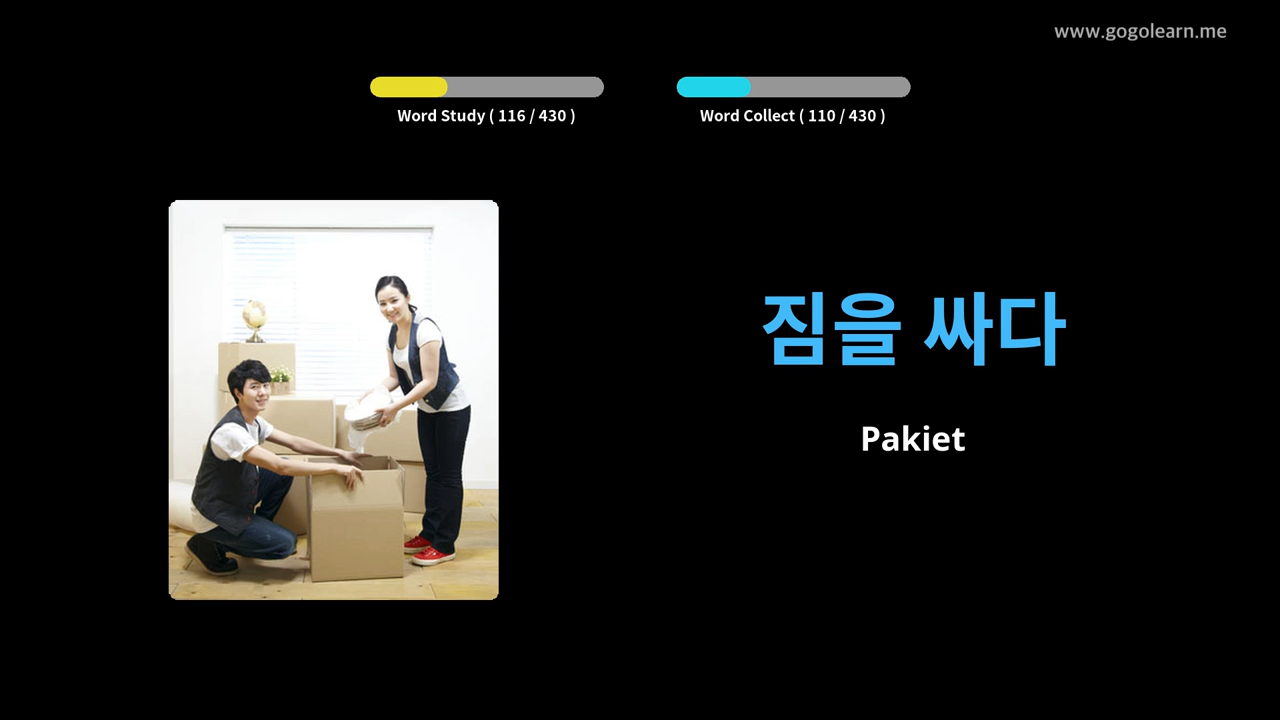 www.gogolearn.me
Word Study ( 116 / 430 )
Word Collect ( 110 / 430 )
짐을 싸다
Pakiet